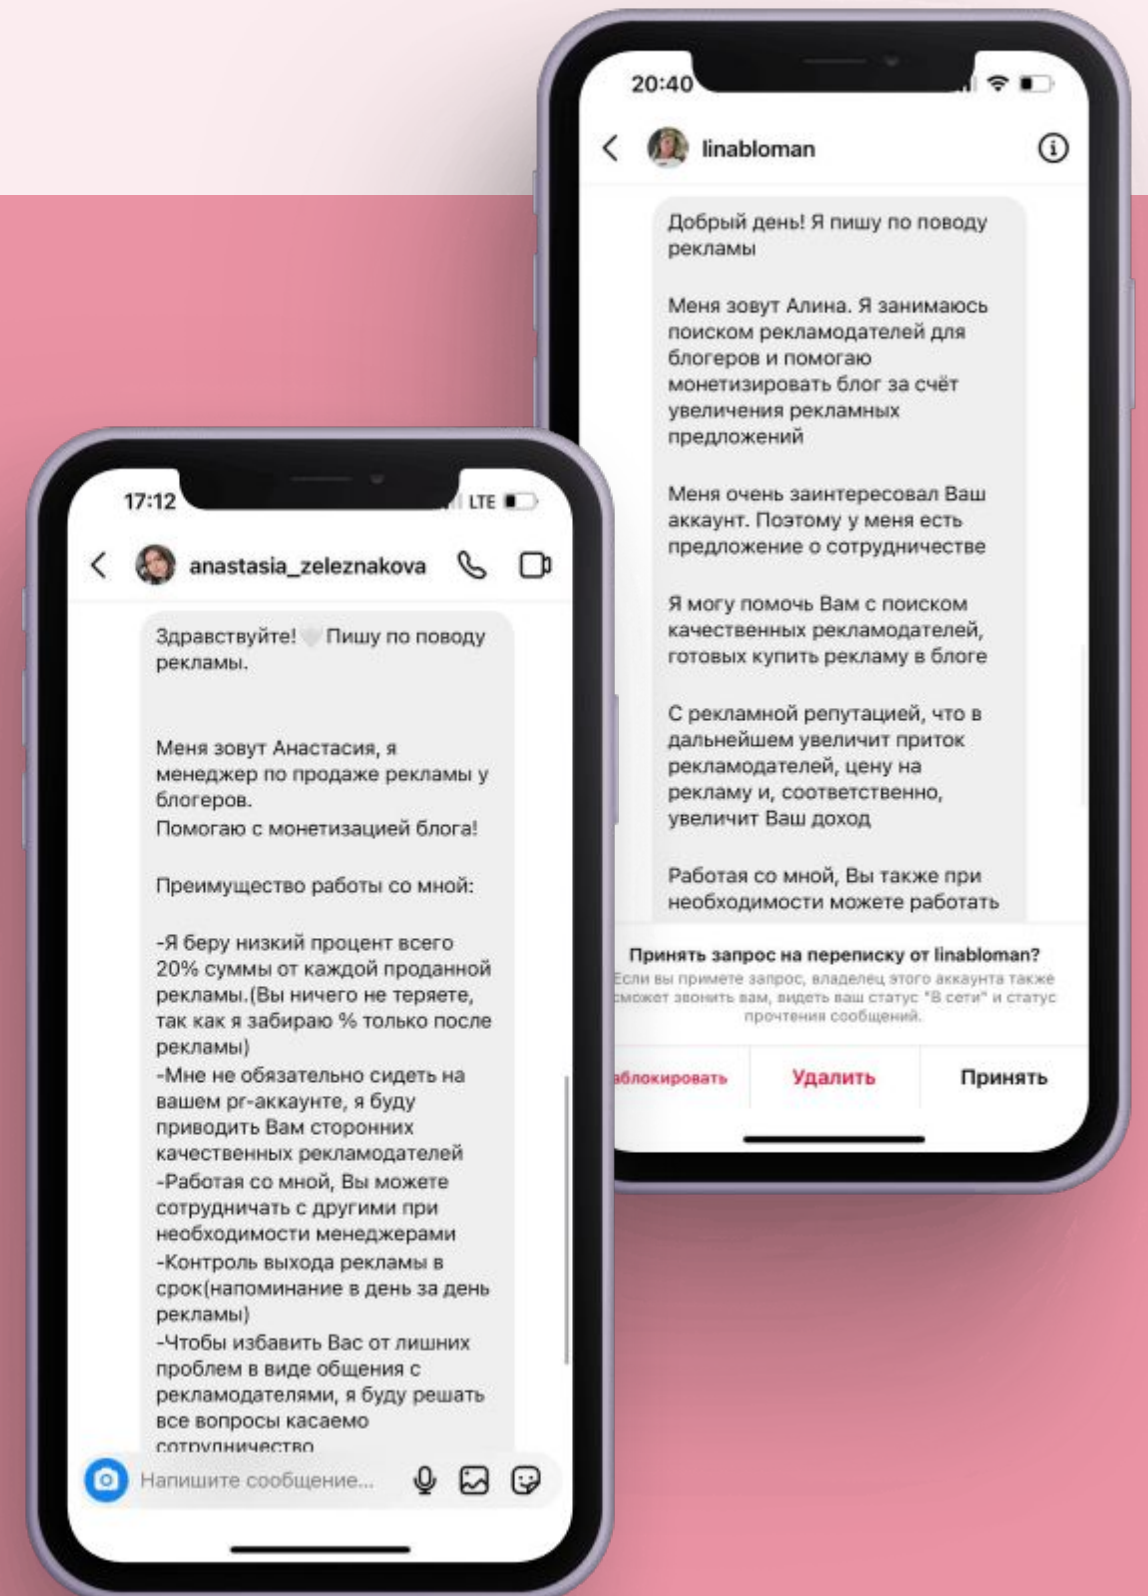 20:40
linabloman
Добрый день! Я пишу по поводу
рекламы
Меня зовут Алина. Я занимаюсь
поиском рекламодателей для
блогеров и помогаю
монетизировать блог за счёт
увеличения рекламных
предложений
Меня очень заинтересовал Ваш
аккаунт. Поэтому у меня есть
предложение о сотрудничестве
Я могу помочь Вам с поиском
качественных рекламодателей,
готовых купить рекламу в блоге
С рекламной репутацией, что в
дальнейшем увеличит приток
рекламодателей, цену на
рекламу и, соответственно,
увеличит Ваш доход
Работая со мной, Вы также при
необходимости можете работать
Принять запрос на переписку от linabloman?
Если вы примете запрос, владелец этого аккаунта также
сможет звонить вам, видеть ваш статус "В сети" и статус
прочтения сообщений.
аблокировать Удалить Принять
17:12 LTE
anastasia_zeleznakova
Здравствуйте! Пишу по поводу
рекламы.
Меня зовут Анастасия, я
менеджер по продаже рекламы у
блогеров.
Помогаю с монетизацией блога!
Преимущество работы со мной:
-Я беру низкий процент всего
20% суммы от каждой проданной
рекламы.(Вы ничего не теряете,
так как я забираю % только после
рекламы)
-Мне не обязательно сидеть на
вашем pr-аккаунте, я буду
приводить Вам сторонних
качественных рекламодателей
-Работая со мной, Вы можете
сотрудничать с другими при
необходимости менеджерами
-Контроль выхода рекламы в
срок(напоминание в день за день
рекламы)
-Чтобы избавить Вас от лишних
проблем в виде общения с
рекламодателями, я буду решать
все вопросы касаемо
сотрудничество
Напишите сообщение...